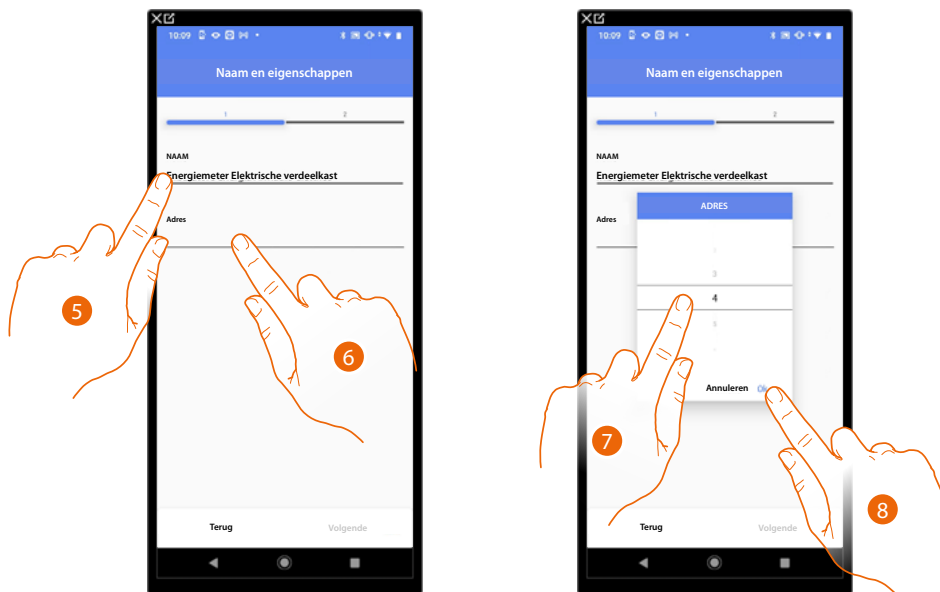 10:09
Naam en eigenschappen
1 2
NAAM
Energiemeter Elektrische verdeelkast
Adres
5
6
Terug Volgende
10:09
Naam en eigenschappen
1 2
NAAM
Energiemeter Elektrische verdeelkast
Adres
ADRES
3
4
7
Annuleren Ok
8
Terug Volgende